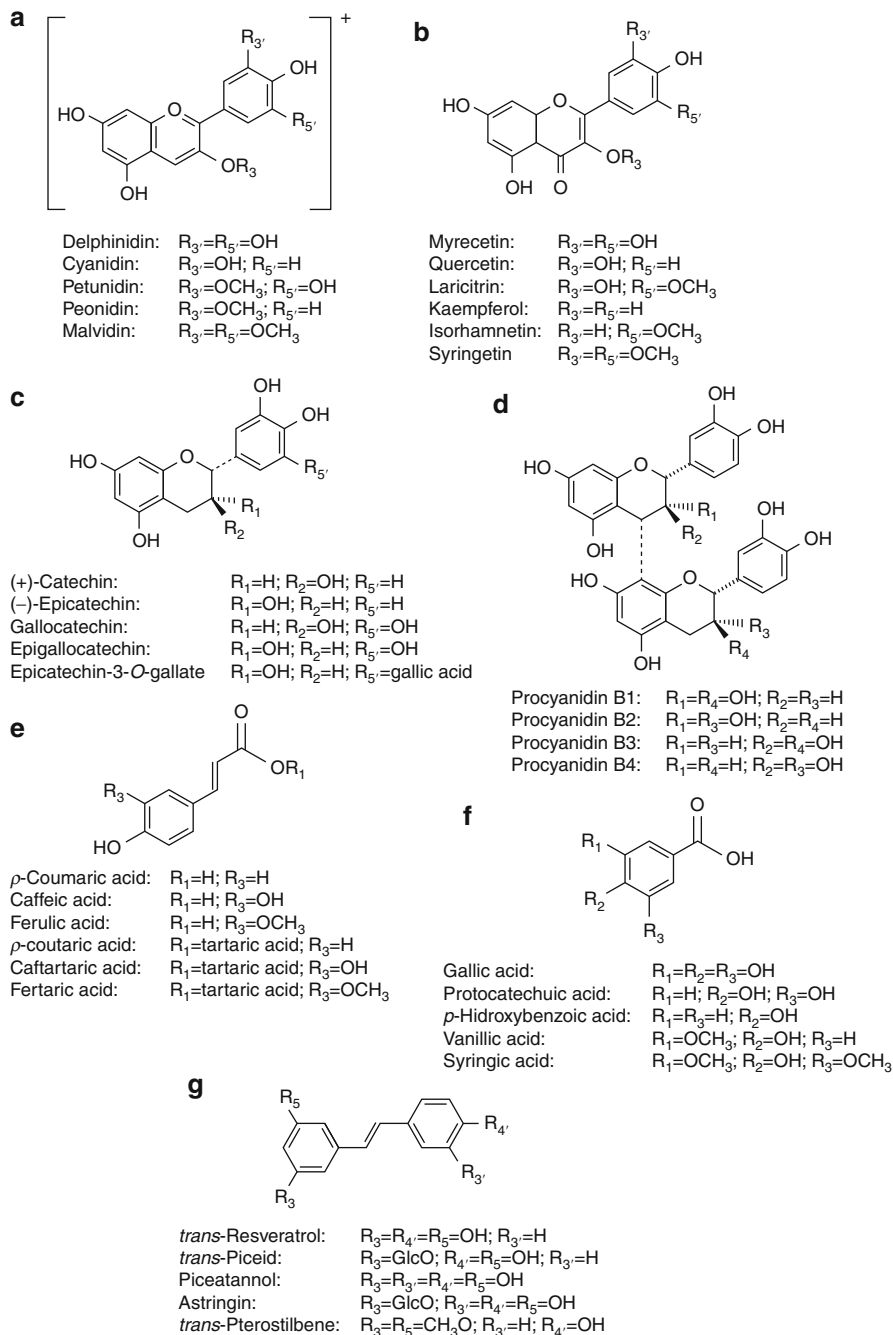 a
[ ]+
R3′
OH
HO
O
R5′
OR3
OH
Delphinidin: R3′=R5′=OH
Cyanidin: R3′=OH; R5′=H
Petunidin: R3′=OCH3; R5′=OH
Peonidin: R3′=OCH3; R5′=H
Malvidin: R3′=R5′=OCH3
b
R3′
OH
HO
O
R5′
OR3
OH
O
Myrecetin: R3′=R5′=OH
Quercetin: R3′=OH; R5′=H
Laricitrin: R3′=OH; R5′=OCH3
Kaempferol: R3′=R5′=H
Isorhamnetin: R3′=H; R5′=OCH3
Syringetin R3′=R5′=OCH3
c
OH
OH
HO
O
R5′
R1
R2
OH
(+)-Catechin: R1=H; R2=OH; R5′=H
(−)-Epicatechin: R1=OH; R2=H; R5′=H
Gallocatechin: R1=H; R2=OH; R5′=OH
Epigallocatechin: R1=OH; R2=H; R5′=OH
Epicatechin-3-O-gallate R1=OH; R2=H; R5′=gallic acid
d
HO
OH
HO
O
R1
R2
OH
HO
OH
HO
O
R3
R4
OH
Procyanidin B1: R1=R4=OH; R2=R3=H
Procyanidin B2: R1=R3=OH; R2=R4=H
Procyanidin B3: R1=R3=H; R2=R4=OH
Procyanidin B4: R1=R4=H; R2=R3=OH
e
O
OR1
R3
HO
ρ-Coumaric acid: R1=H; R3=H
Caffeic acid: R1=H; R3=OH
Ferulic acid: R1=H; R3=OCH3
ρ-coutaric acid: R1=tartaric acid; R3=H
Caftartaric acid: R1=tartaric acid; R3=OH
Fertaric acid: R1=tartaric acid; R3=OCH3
f
O
R1
OH
R2
R3
Gallic acid: R1=R2=R3=OH
Protocatechuic acid: R1=H; R2=OH; R3=OH
p-Hidroxybenzoic acid: R1=R3=H; R2=OH
Vanillic acid: R1=OCH3; R2=OH; R3=H
Syringic acid: R1=OCH3; R2=OH; R3=OCH3
g
R5
R4′
R3′
R3
trans-Resveratrol: R3=R4′=R5=OH; R3′=H
trans-Piceid: R3=GlcO; R4′=R5=OH; R3′=H
Piceatannol: R3=R3′=R4′=R5=OH
Astringin: R3=GlcO; R3′=R4′=R5=OH
trans-Pterostilbene: R3=R5=CH3O; R3′=H; R4′=OH